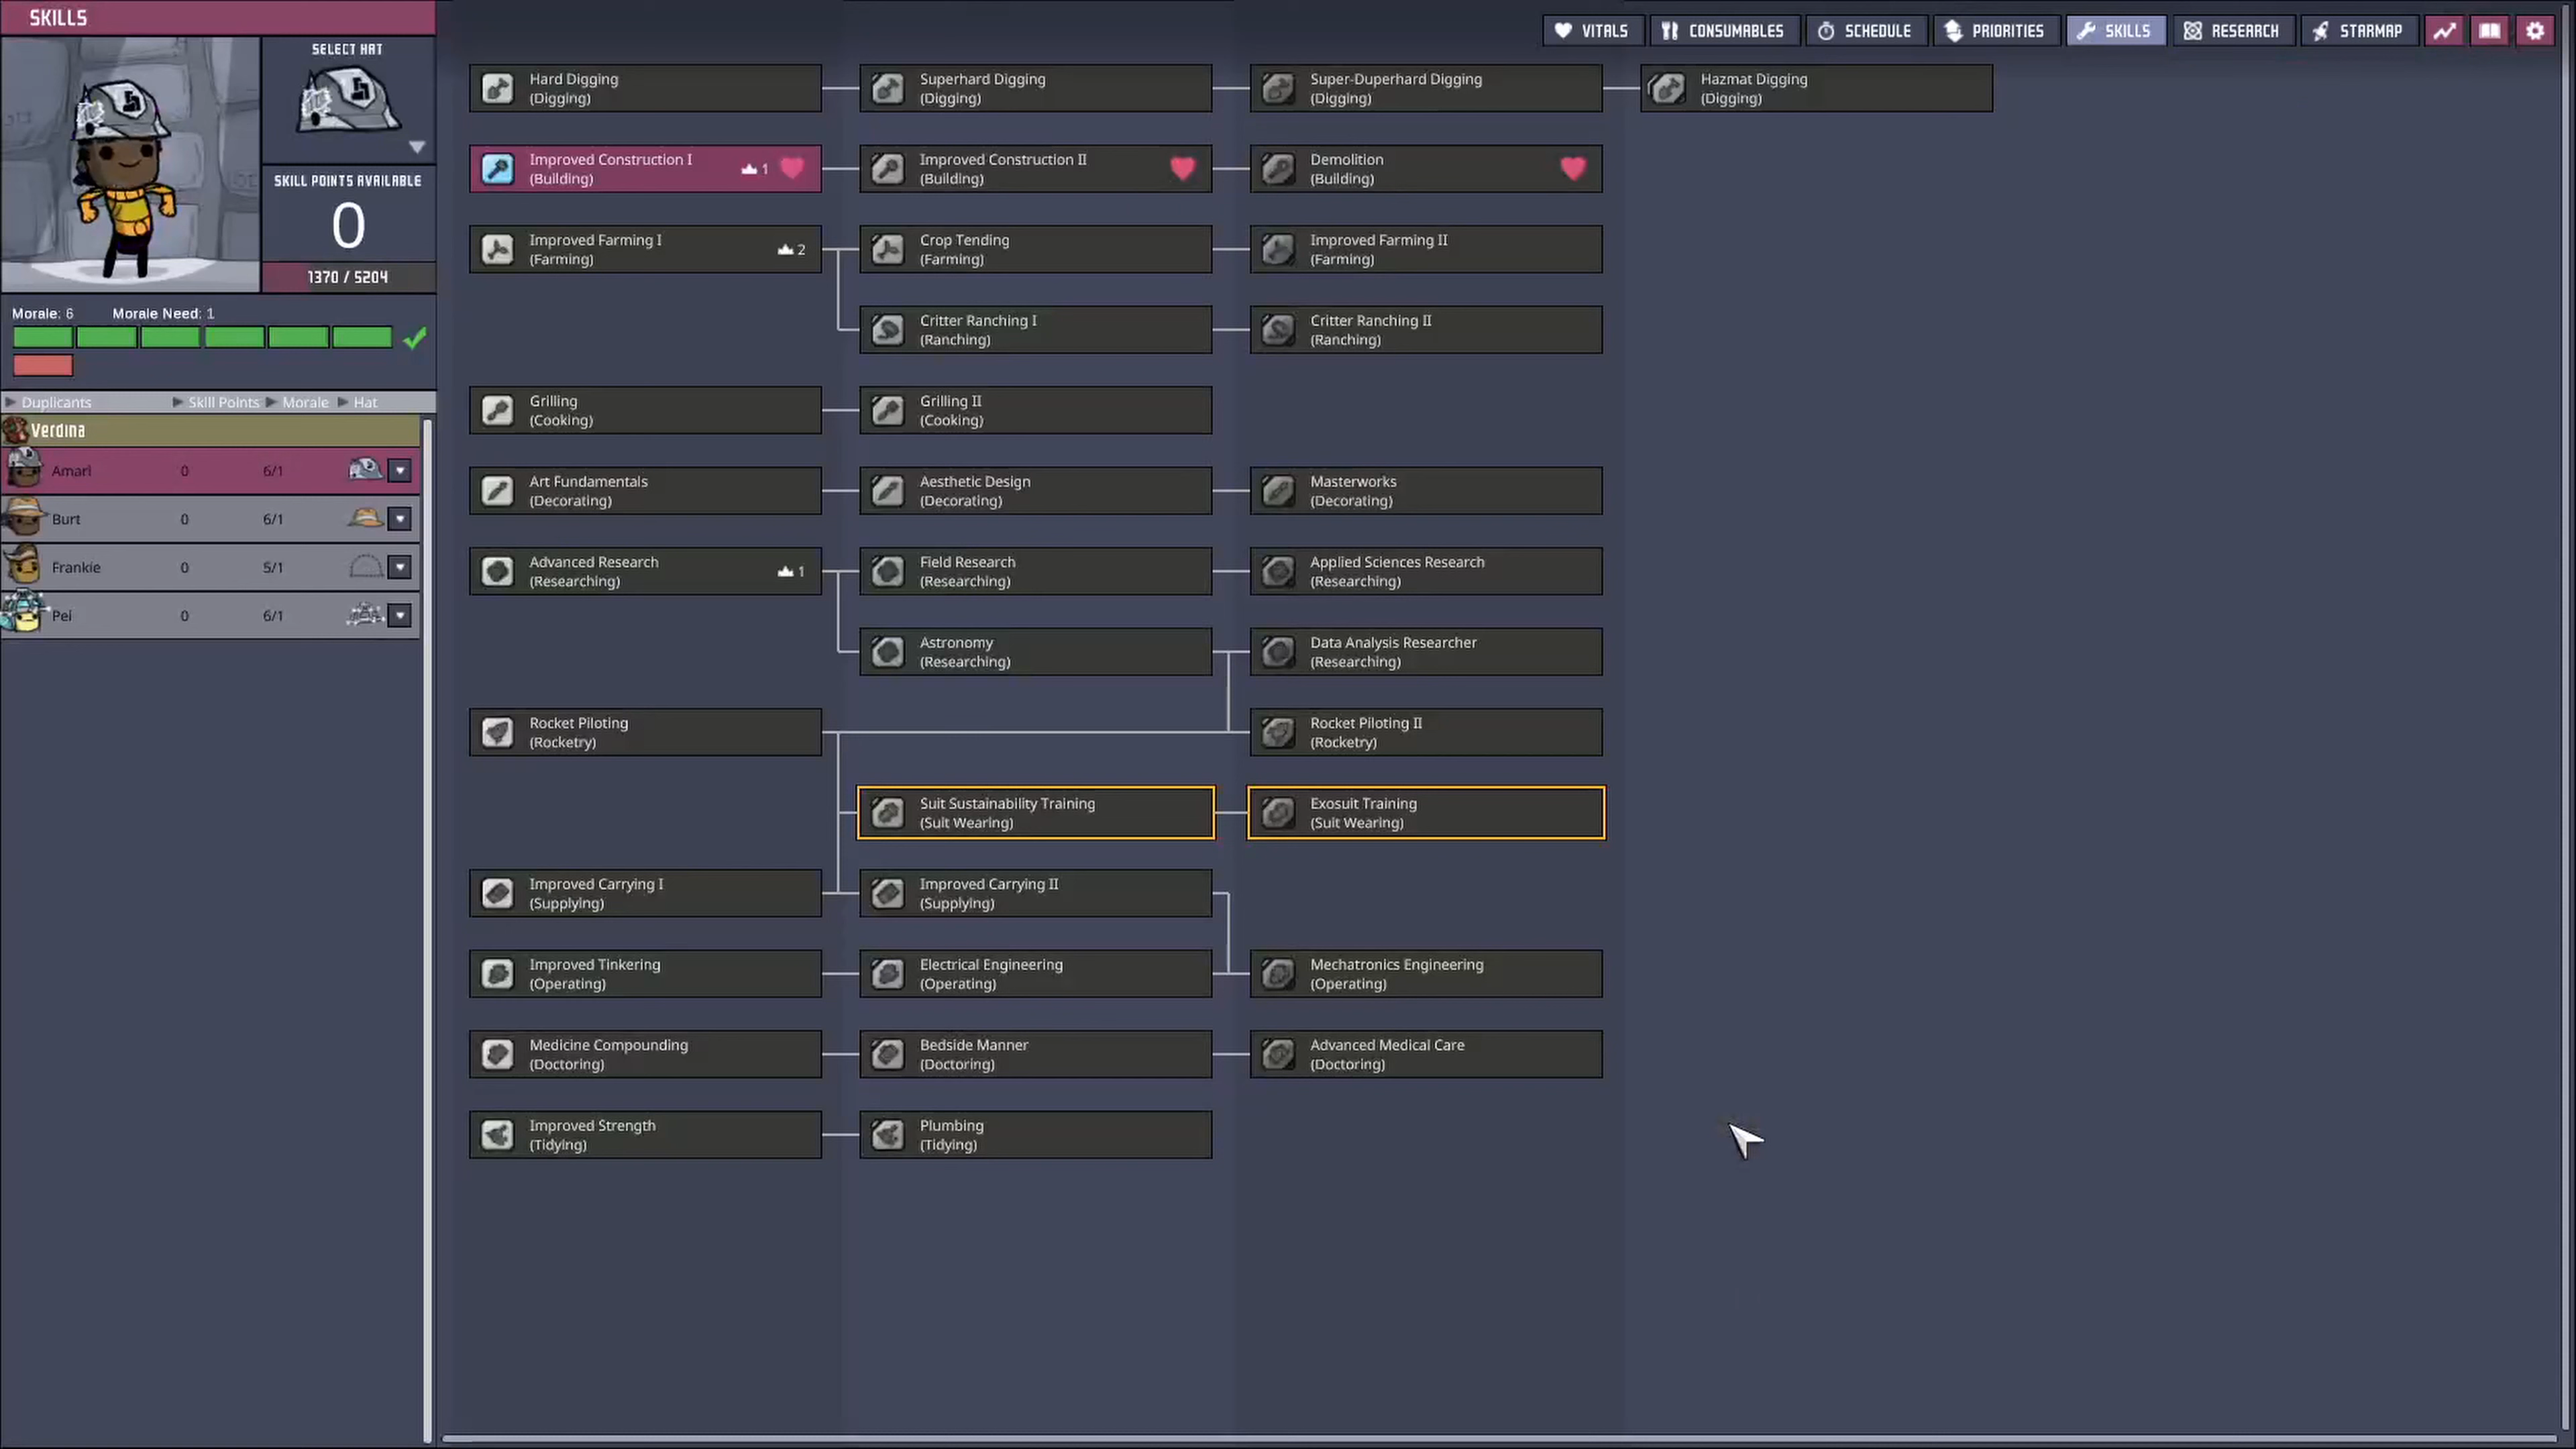 SKILLS
VITALS
CONSUMABLES
SCHEDULE
PRIORITIES
SKILLS
RESEARCH
STARMAP
SELECT HAT
SKILL POINTS AVAILABLE
0
1370 / 5204
Morale: 6
Morale Need: 1
Duplicants
Skill Points
Morale
Hat
Verdina
Amari 0 6/1
Burt 0 6/1
Frankie 0 5/1
Pei 0 6/1
Hard Digging
(Digging)
Superhard Digging
(Digging)
Super-Duperhard Digging
(Digging)
Hazmat Digging
(Digging)
Improved Construction I
(Building)
1
Improved Construction II
(Building)
Demolition
(Building)
Improved Farming I
(Farming)
2
Crop Tending
(Farming)
Improved Farming II
(Farming)
Critter Ranching I
(Ranching)
Critter Ranching II
(Ranching)
Grilling
(Cooking)
Grilling II
(Cooking)
Art Fundamentals
(Decorating)
Aesthetic Design
(Decorating)
Masterworks
(Decorating)
Advanced Research
(Researching)
1
Field Research
(Researching)
Applied Sciences Research
(Researching)
Astronomy
(Researching)
Data Analysis Researcher
(Researching)
Rocket Piloting
(Rocketry)
Rocket Piloting II
(Rocketry)
Suit Sustainability Training
(Suit Wearing)
Exosuit Training
(Suit Wearing)
Improved Carrying I
(Supplying)
Improved Carrying II
(Supplying)
Improved Tinkering
(Operating)
Electrical Engineering
(Operating)
Mechatronics Engineering
(Operating)
Medicine Compounding
(Doctoring)
Bedside Manner
(Doctoring)
Advanced Medical Care
(Doctoring)
Improved Strength
(Tidying)
Plumbing
(Tidying)